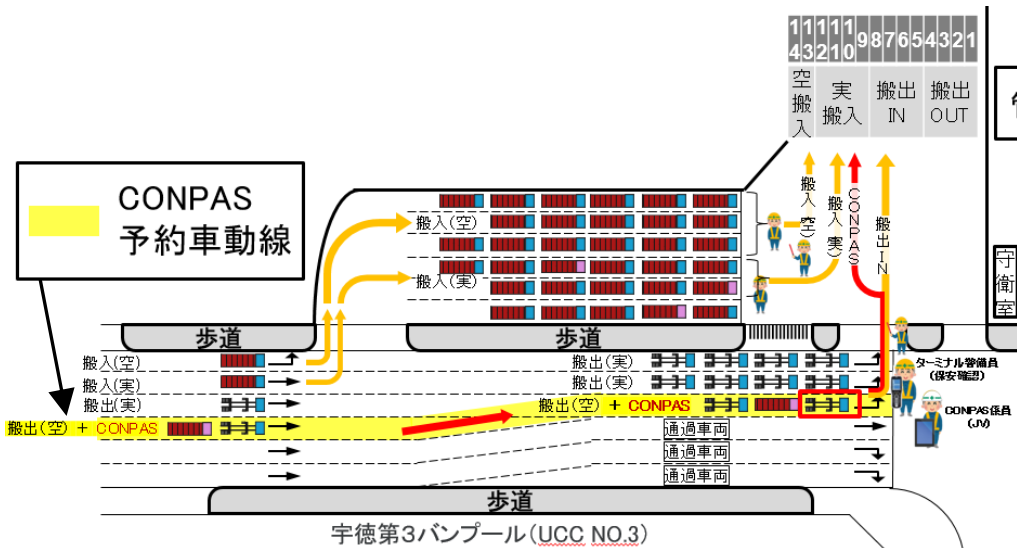 1 1 1 1 1 9 8 7 6 5 4 3 2 1
4 3 2 1 0
空搬入
実搬入
搬出IN
搬出OUT
CONPAS
予約車動線
搬入(空)
搬入(実)
搬入(空)
搬入(実)
CONPAS
搬出IN
守衛室
歩道
歩道
搬入(空)
搬入(実)
搬出(実)
搬出(空) + CONPAS
搬出(実)
搬出(実)
搬出(空) + CONPAS
通過車両
通過車両
通過車両
ターミナル警備員
(保安確認)
CONPAS係員
(JV)
歩道
宇徳第3バンプール(UCC NO.3)